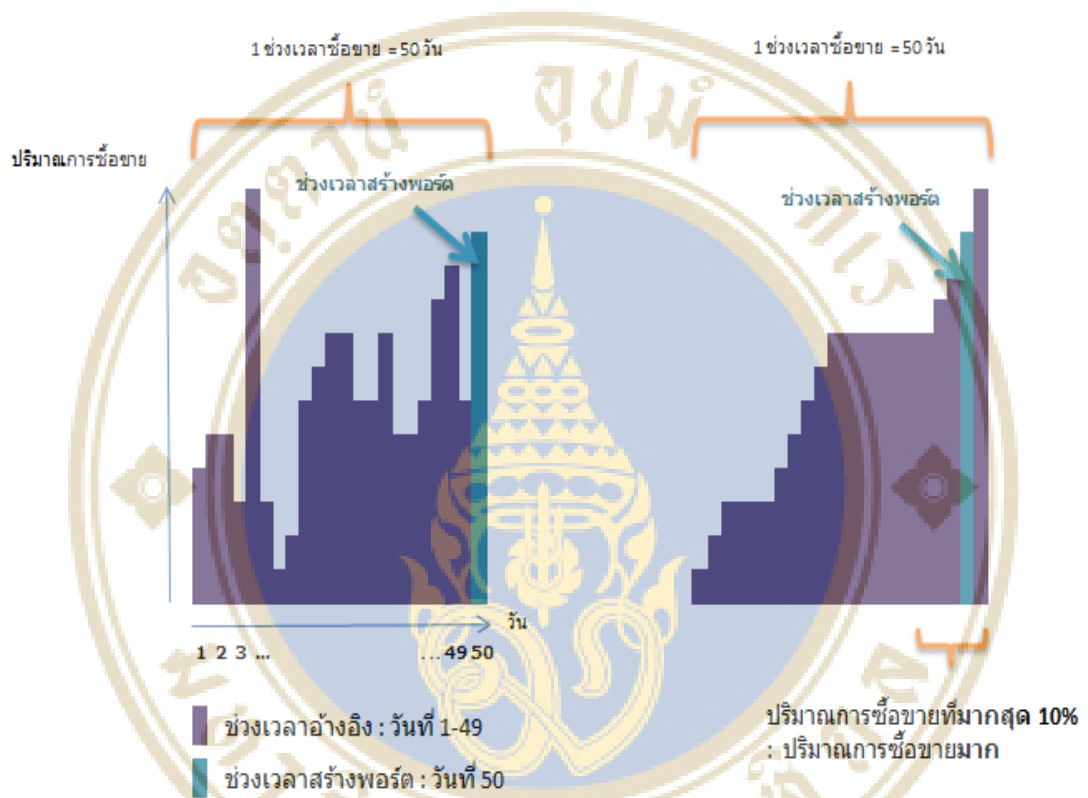 1 ช่วงเวลาซื้อขาย = 50 วัน
1 ช่วงเวลาซื้อขาย = 50 วัน
ปริมาณการซื้อขาย
ช่วงเวลาสร้างพอร์ต
ช่วงเวลาสร้างพอร์ต
วัน
1 2 3 ... ... 49 50
ช่วงเวลาอ้างอิง : วันที่ 1-49
ช่วงเวลาสร้างพอร์ต : วันที่ 50
ปริมาณการซื้อขายที่มากสุด 10%
: ปริมาณการซื้อขายมาก